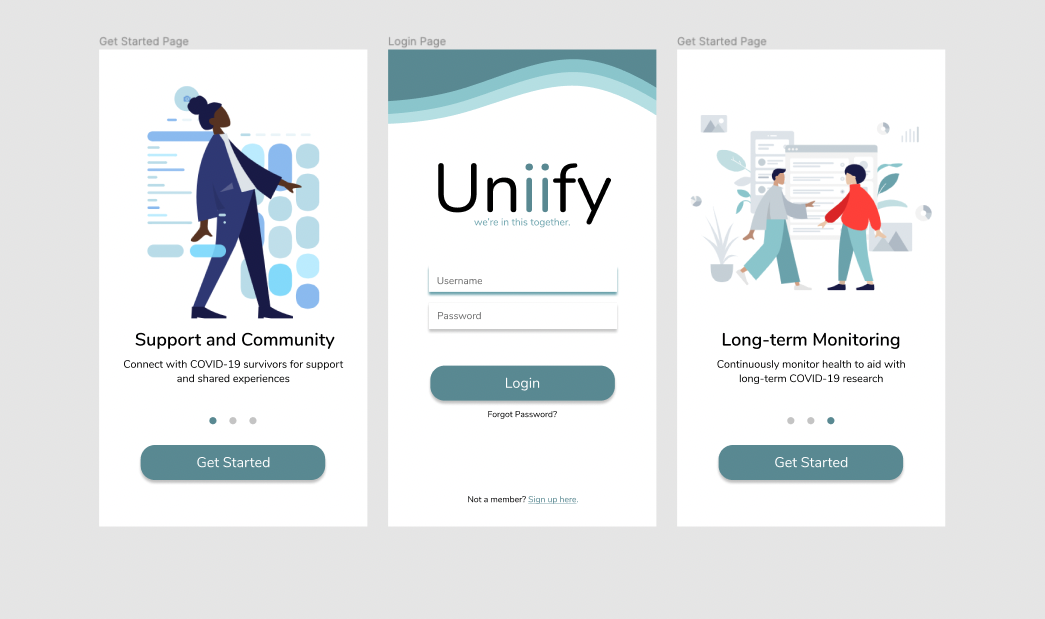 Get Started Page
Support and Community
Connect with COVID-19 survivors for support
and shared experiences
Get Started
Login Page
Uniify
we're in this together.
Username
Password
Login
Forgot Password?
Not a member? Sign up here.
Get Started Page
Long-term Monitoring
Continuously monitor health to aid with
long-term COVID-19 research
Get Started